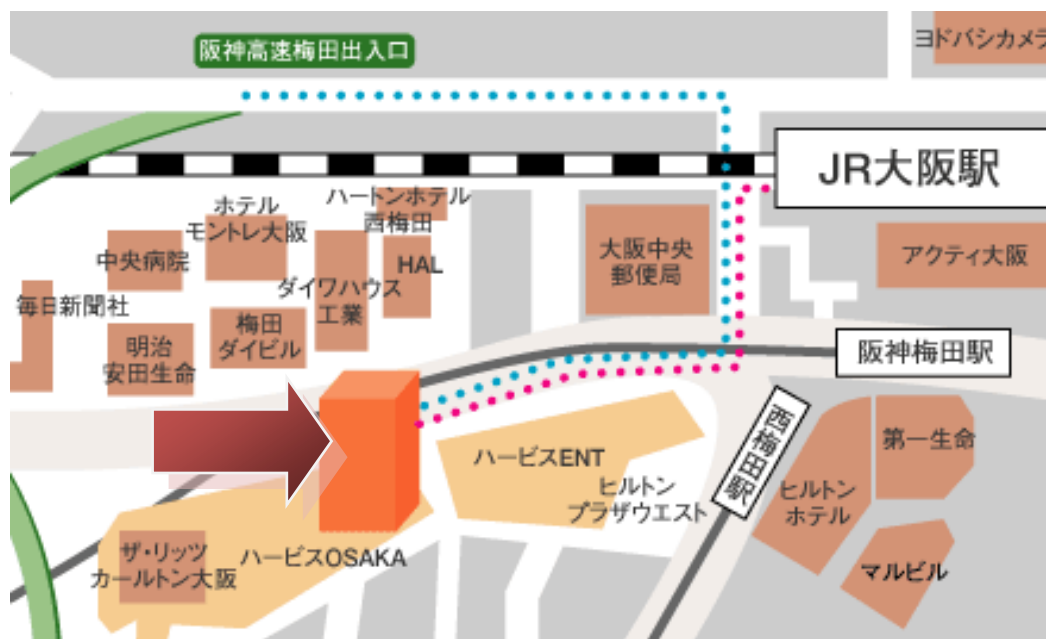 阪神高速梅田出入口
ヨドバシカメラ
JR大阪駅
ホテル
モントレ大阪
ハートンホテル
西梅田
中央病院
HAL
大阪中央
郵便局
アクティ大阪
毎日新聞社
ダイワハウス
工業
梅田
ダイビル
明治
安田生命
阪神梅田駅
西梅田駅
第一生命
ハービスENT
ヒルトン
プラザウエスト
ヒルトン
ホテル
ザ・リッツ
カールトン大阪
ハービスOSAKA
マルビル